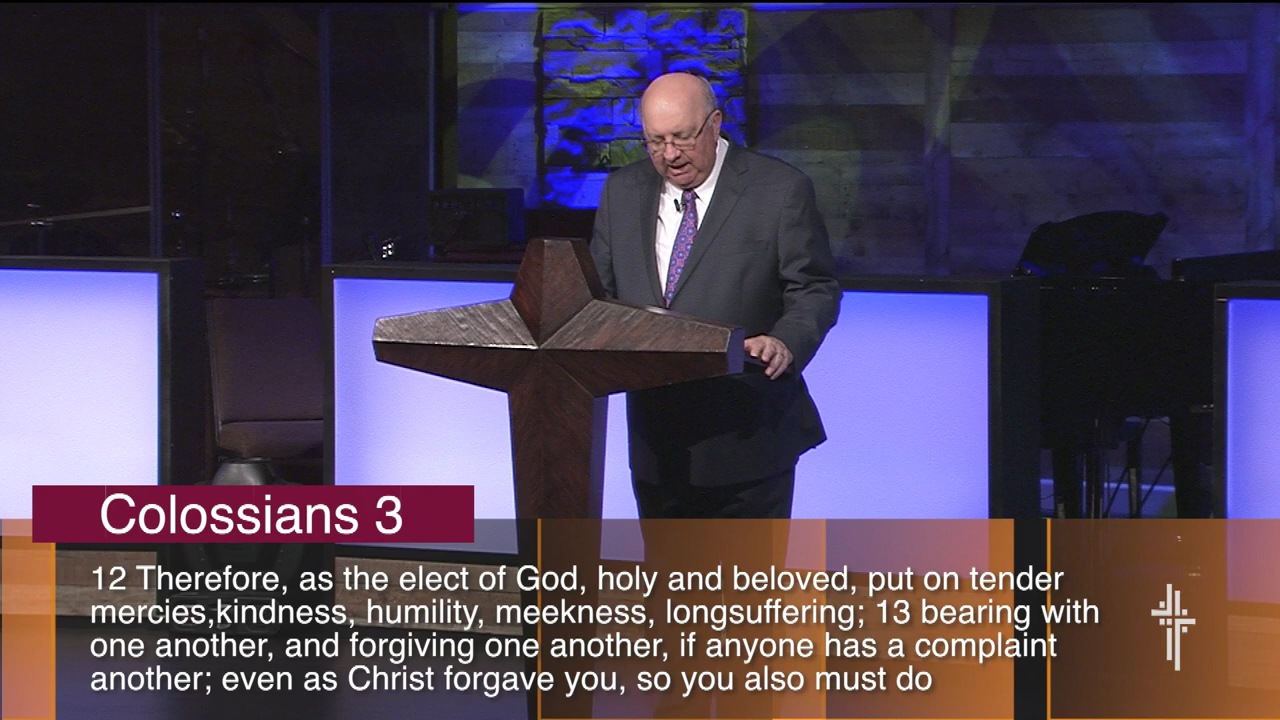 Colossians 3
12 Therefore, as the elect of God, holy and beloved, put on tender
mercies,kindness, humility, meekness, longsuffering; 13 bearing with
one another, and forgiving one another, if anyone has a complaint
another; even as Christ forgave you, so you also must do